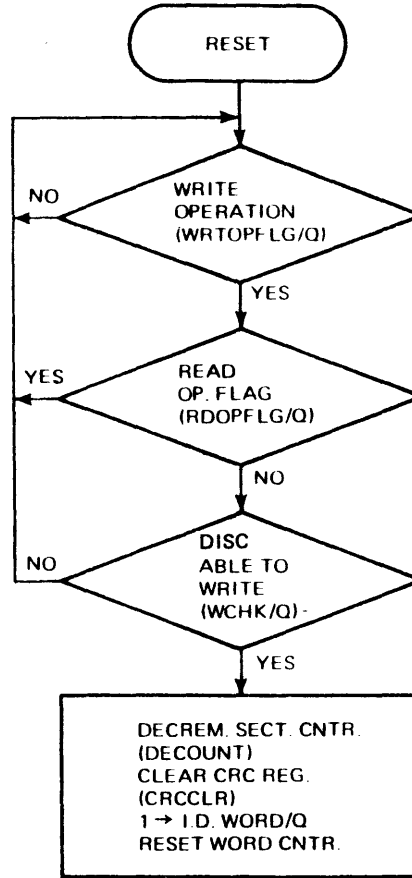 RESET
NO
WRITE
OPERATION
(WRTOPFLG/Q)
YES
YES
READ
OP. FLAG
(RDOPFLG/Q)
NO
NO
DISC
ABLE TO
WRITE
(WCHK/Q)
YES
DECREM. SECT. CNTR.
(DECOUNT)
CLEAR CRC REG.
(CRCCLR)
1 → I.D. WORD/Q
RESET WORD CNTR.